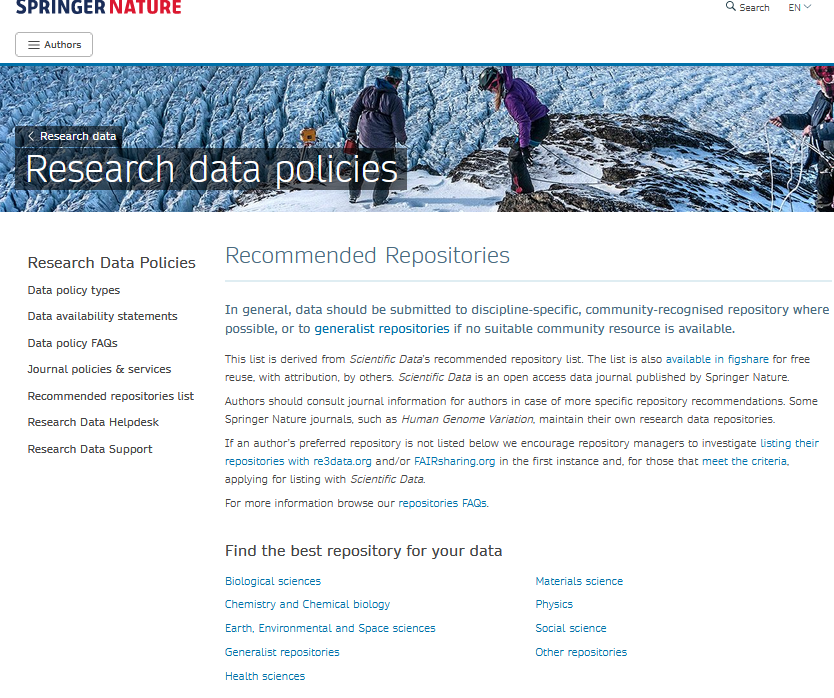 SPRINGER NATURE
Search
EN
Authors
Research data
Research data policies
Research Data Policies
Data policy types
Data availability statements
Data policy FAQs
Journal policies & services
Recommended repositories list
Research Data Helpdesk
Research Data Support
Recommended Repositories
In general, data should be submitted to discipline-specific, community-recognised repository where
possible, or to generalist repositories if no suitable community resource is available.
This list is derived from Scientific Data's recommended repository list. The list is also available in figshare for free
reuse, with attribution, by others. Scientific Data is an open access data journal published by Springer Nature.
Authors should consult journal information for authors in case of more specific repository recommendations. Some
Springer Nature journals, such as Human Genome Variation, maintain their own research data repositories.
If an author's preferred repository is not listed below we encourage repository managers to investigate listing their
repositories with re3data.org and/or FAIRsharing.org in the first instance and, for those that meet the criteria,
applying for listing with Scientific Data.
For more information browse our repositories FAQs.
Find the best repository for your data
Biological sciences
Chemistry and Chemical biology
Earth, Environmental and Space sciences
Generalist repositories
Health sciences
Materials science
Physics
Social science
Other repositories